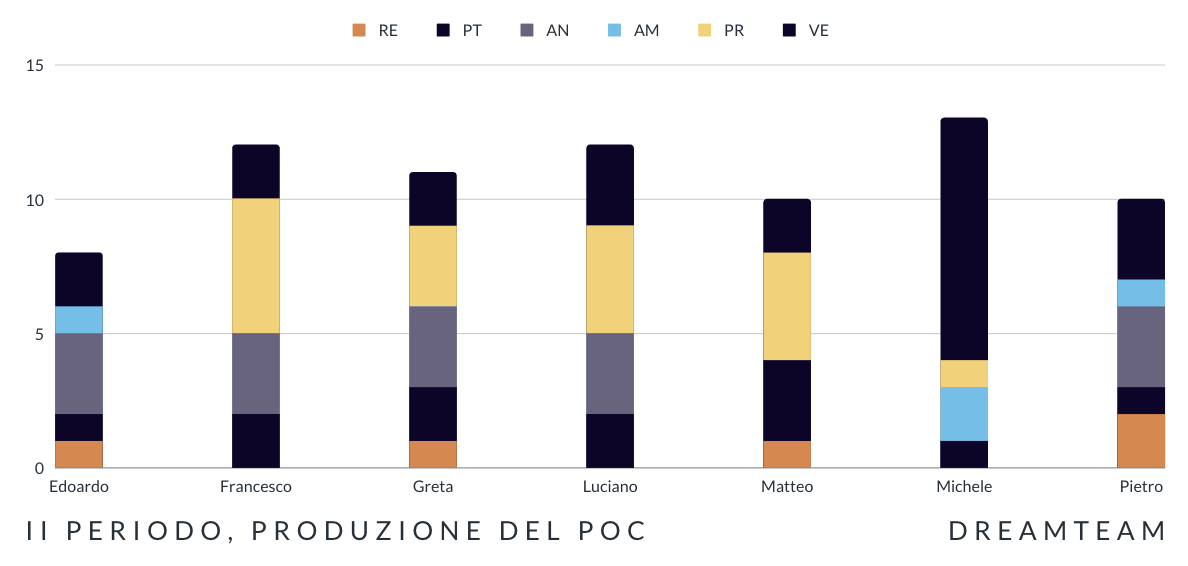 RE PT AN AM PR VE
15
10
5
0
Edoardo Francesco Greta Luciano Matteo Michele Pietro
II PERIODO, PRODUZIONE DEL POC DREAMTEAM